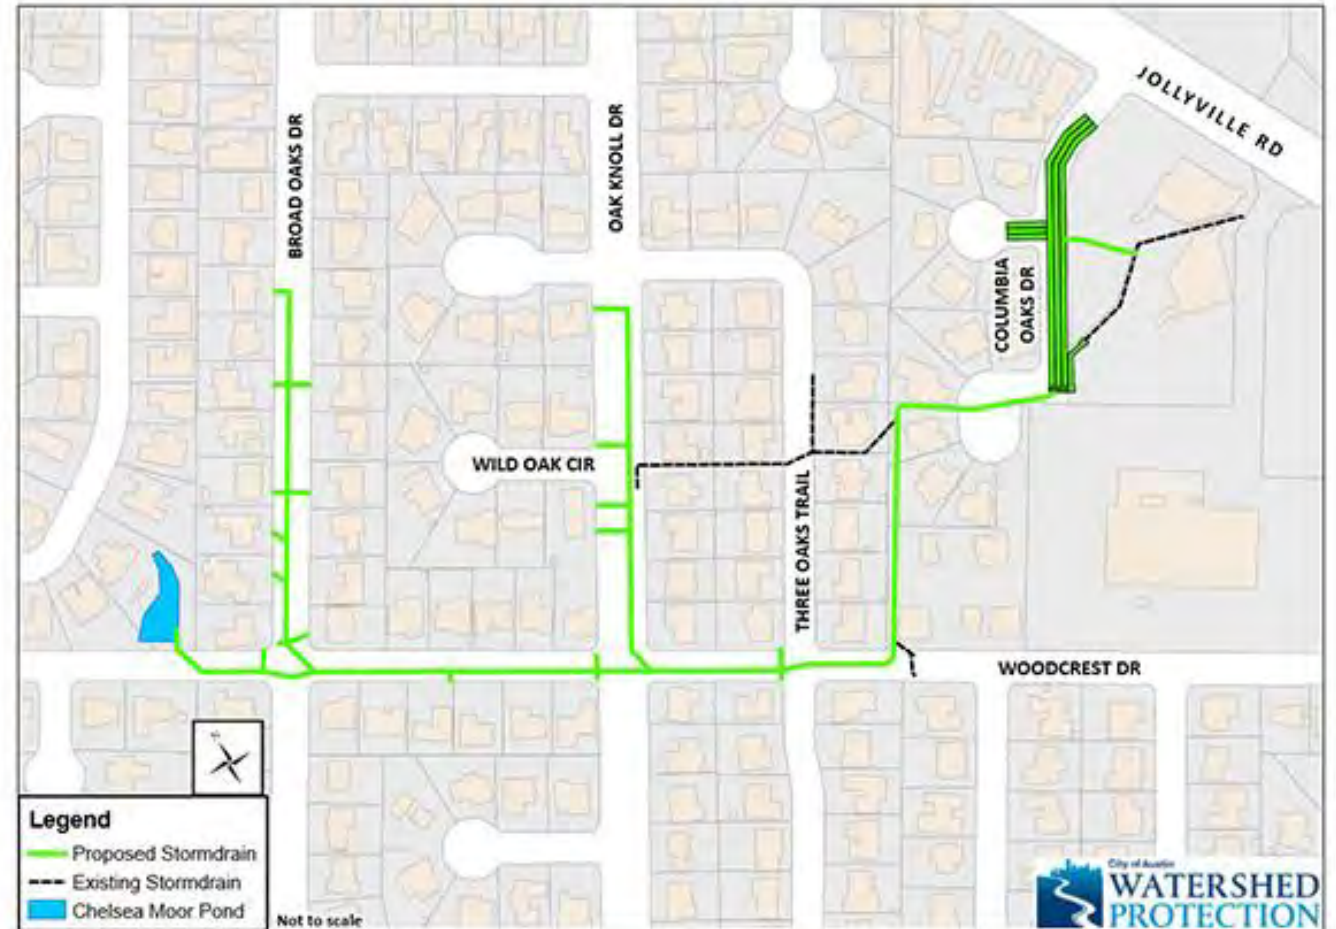 JOLLYVILLE RD
BROAD OAKS DR
OAK KNOLL DR
COLUMBIA
OAKS DR
WILD OAK CIR
THREE OAKS TRAIL
WOODCREST DR
Legend
Proposed Stormdrain
Existing Stormdrain
Chelsea Moor Pond
Not to scale
City of Austin
WATERSHED
PROTECTION